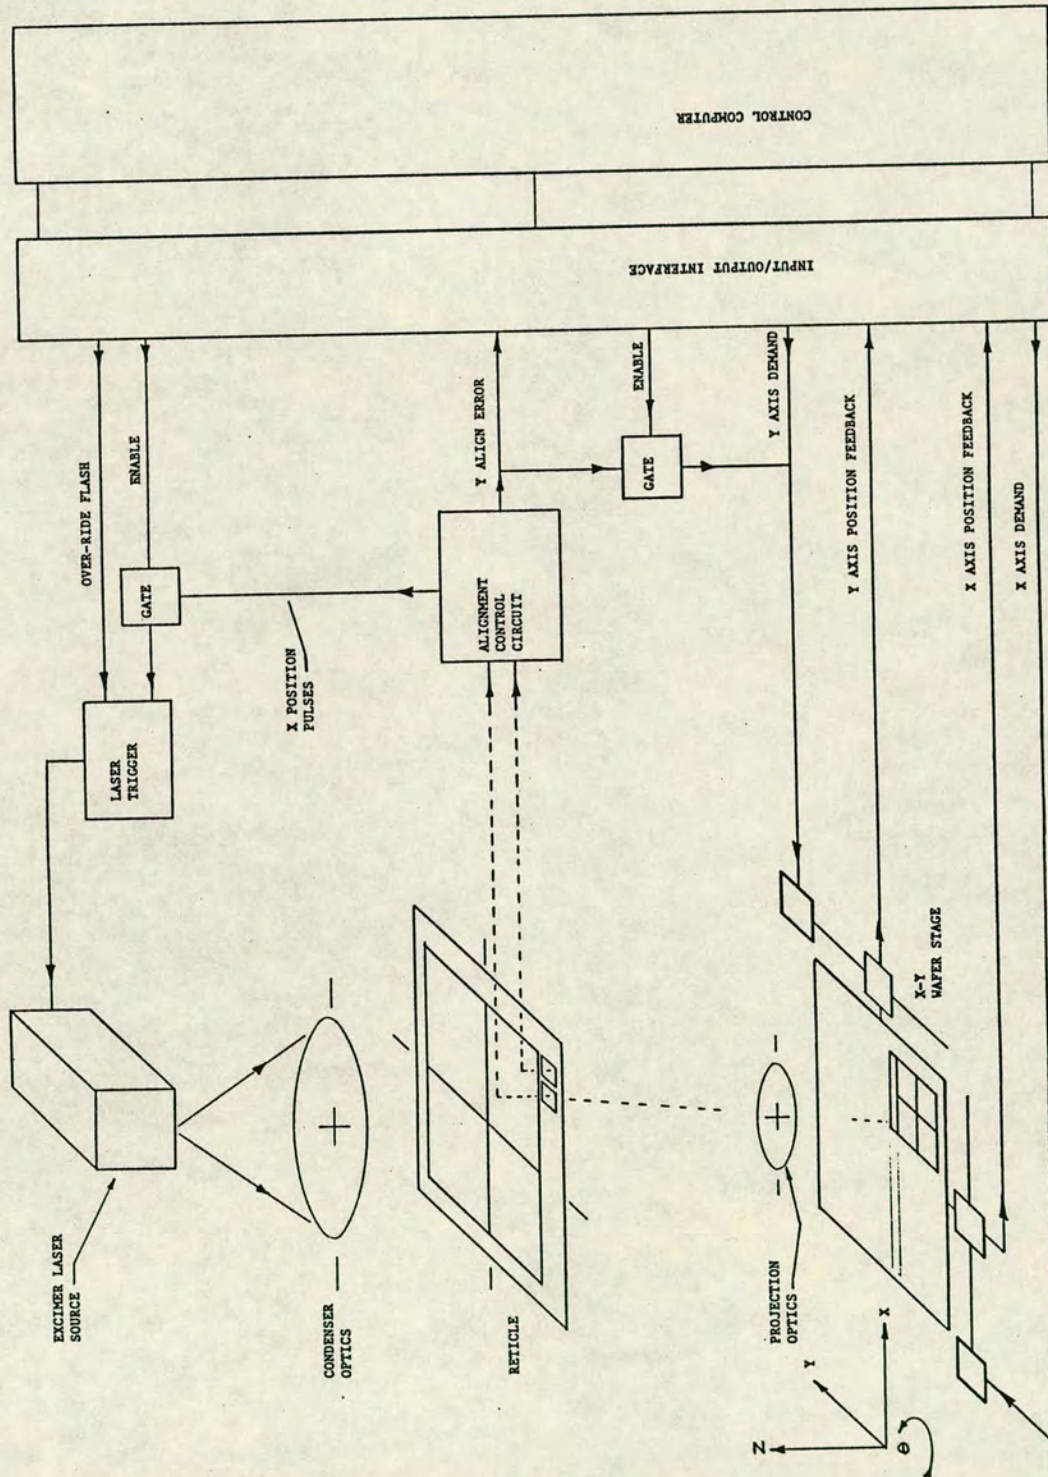 CONTROL COMPUTER
INPUT/OUTPUT INTERFACE
OVER-RIDE FLASH
ENABLE
GATE
LASER
TRIGGER
X POSITION
PULSES
Y ALIGN ERROR
ALIGNMENT
CONTROL
CIRCUIT
ENABLE
GATE
Y AXIS DEMAND
Y AXIS POSITION FEEDBACK
X AXIS POSITION FEEDBACK
X AXIS DEMAND
EXCIMER LASER
SOURCE
CONDENSER
OPTICS
RETICLE
PROJECTION
OPTICS
X-Y
WAFER STAGE
Z
Y
X
θ